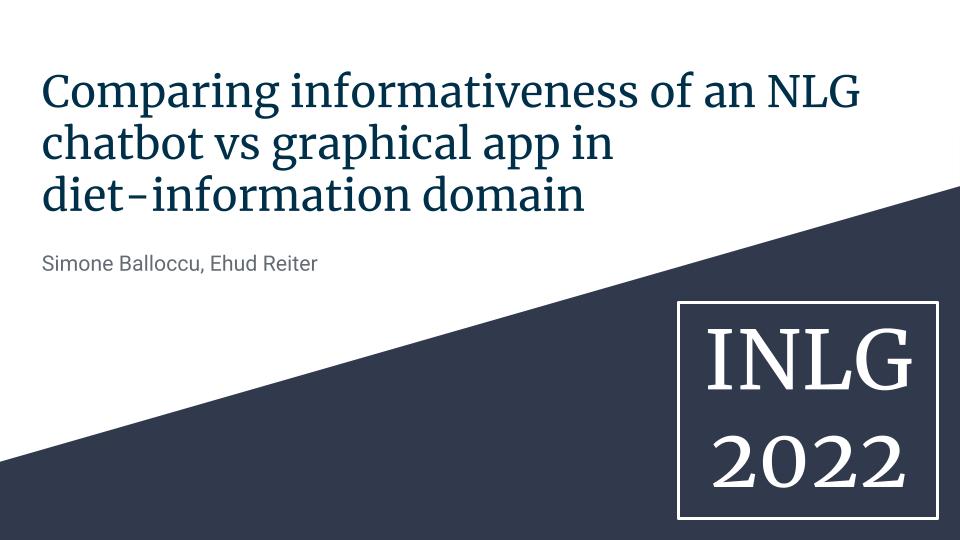 Comparing informativeness of an NLG
chatbot vs graphical app in
diet-information domain
Simone Balloccu, Ehud Reiter
INLG
2022